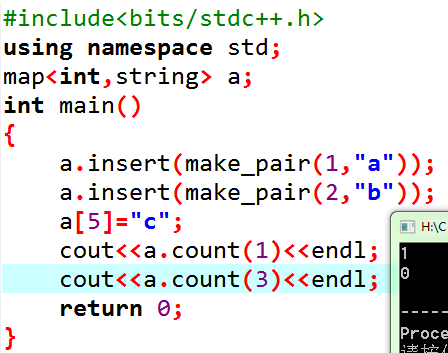 #include<bits/stdc++.h>
using namespace std;
map<int,string> a;
int main()
{
    a.insert(make_pair(1,"a"));
    a.insert(make_pair(2,"b"));
    a[5]="c";
    cout<<a.count(1)<<endl;
    cout<<a.count(3)<<endl;
    return 0;
}
H:\C
1
0
-----
Proce